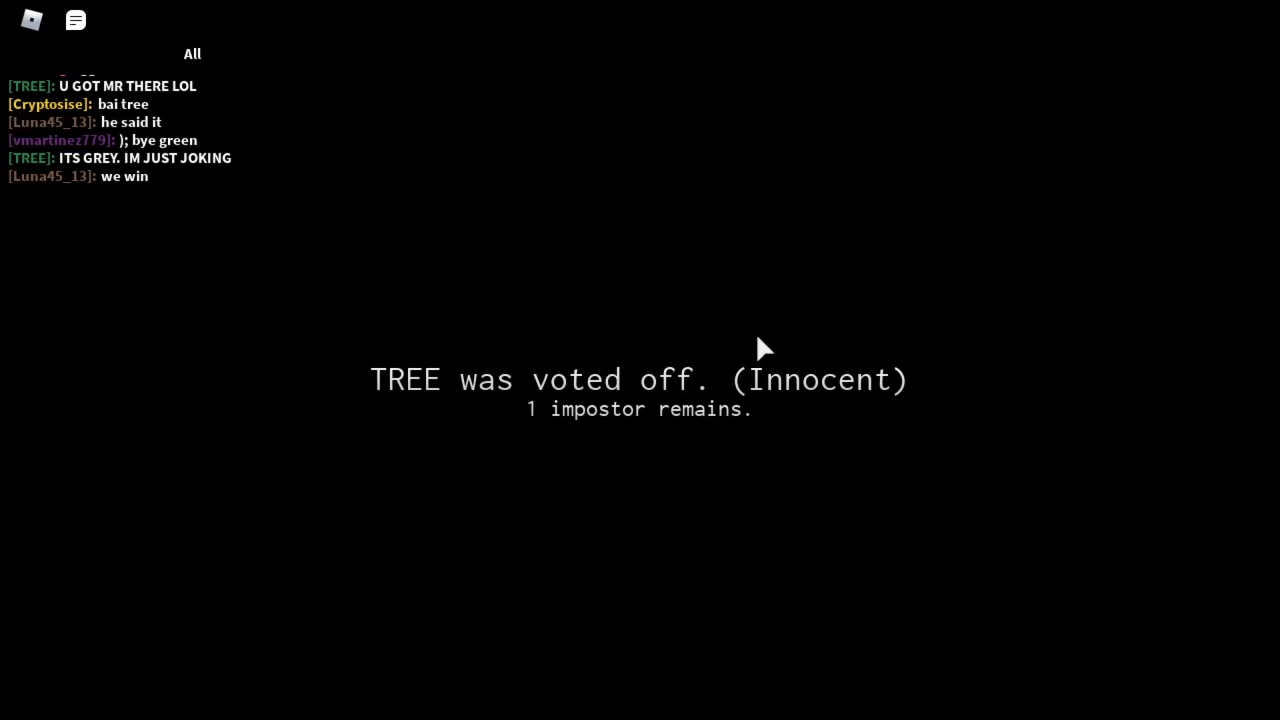 All
[TREE]: U GOT MR THERE LOL
[Cryptosise]: bai tree
[Luna45_13]: he said it
[vmartinez779]: ); bye green
[TREE]: ITS GREY. IM JUST JOKING
[Luna45_13]: we win
TREE was voted off. (Innocent)
1 impostor remains.